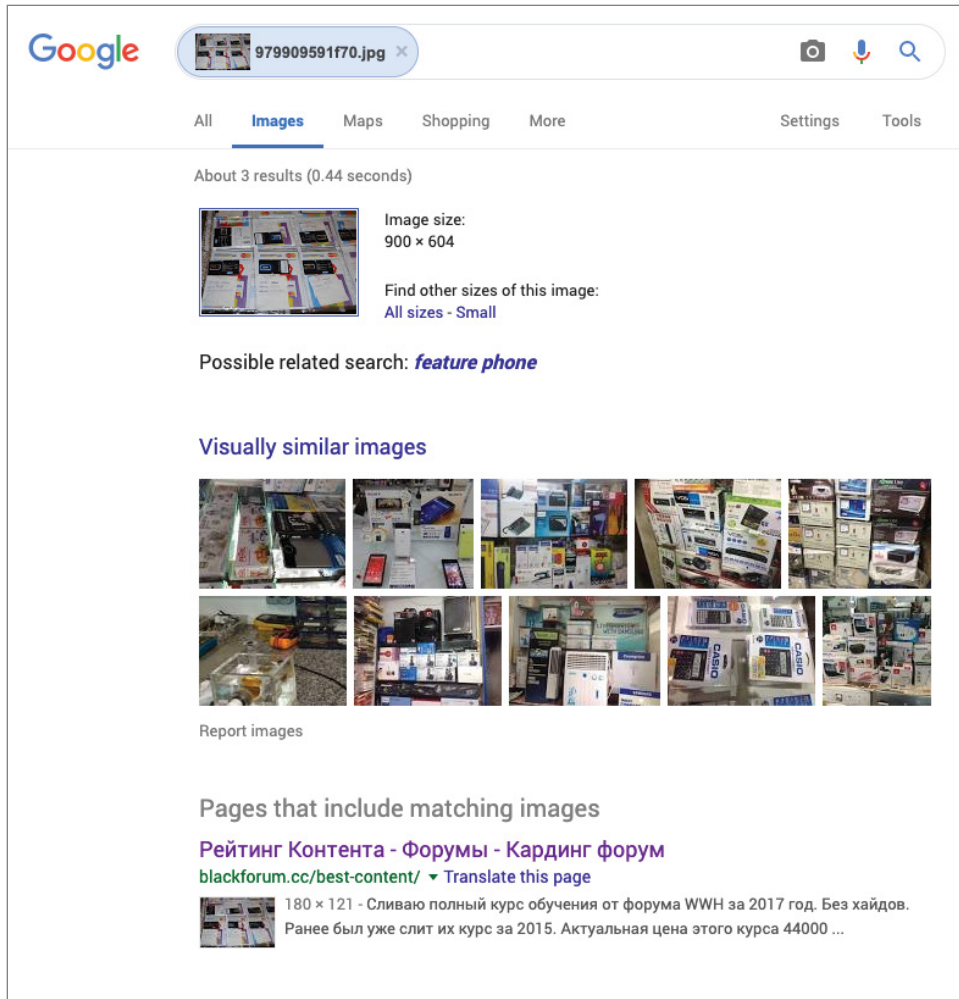 Google
979909591f70.jpg ×
All Images Maps Shopping More Settings Tools
About 3 results (0.44 seconds)
Image size:
900 × 604
Find other sizes of this image:
All sizes - Small
Possible related search: feature phone
Visually similar images
Report images
Pages that include matching images
Рейтинг Контента - Форумы - Кардинг форум
blackforum.cc/best-content/ ▾ Translate this page
180 × 121 - Сливаю полный курс обучения от форума WWH за 2017 год. Без хайдов.
Ранее был уже слит их курс за 2015. Актуальная цена этого курса 44000 ...